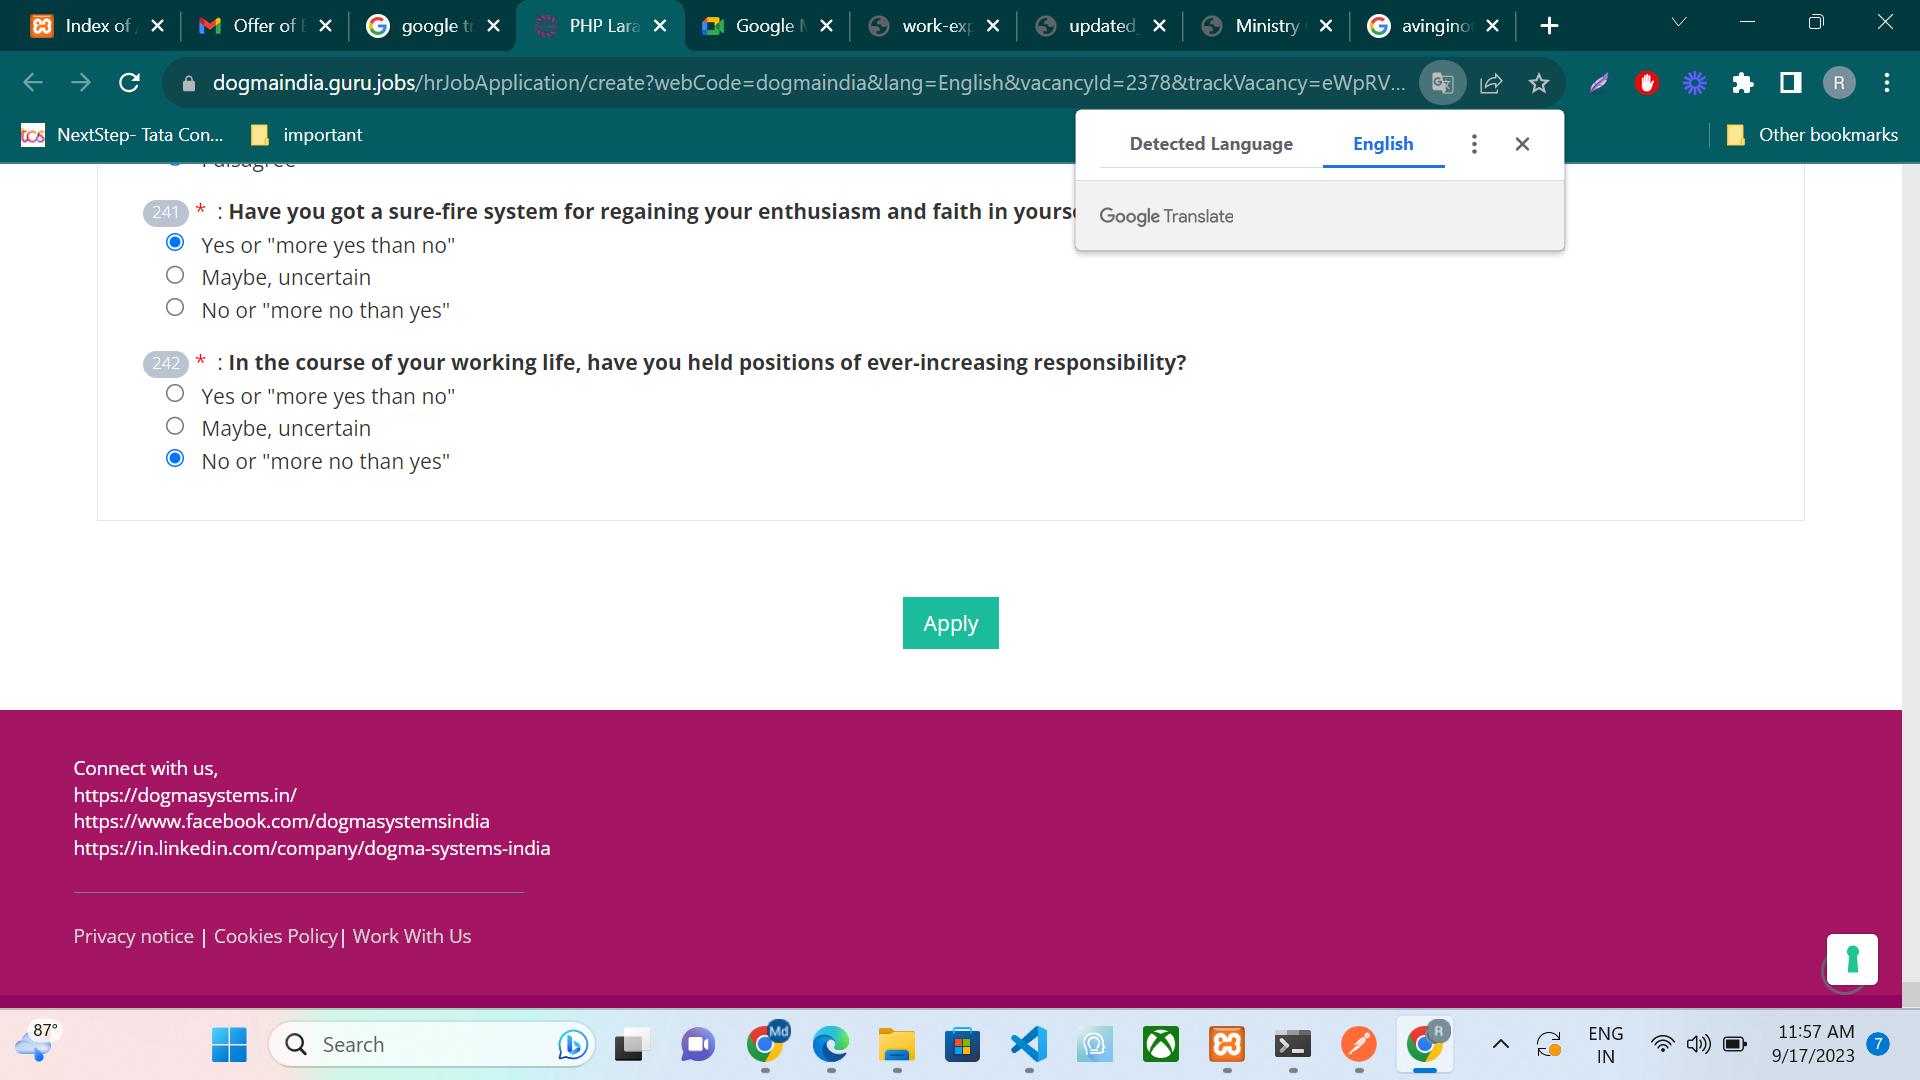 Index of
Offer of
google tr
PHP Lara
Google
work-exp
updated_
Ministry
avingino
dogmaindia.guru.jobs/hrJobApplication/create?webCode=dogmaindia&lang=English&vacancyId=2378&trackVacancy=eWpRV...
R
NextStep- Tata Con...
important
Other bookmarks
Detected Language
English
Google Translate
I disagree
241 * : Have you got a sure-fire system for regaining your enthusiasm and faith in yourse
Yes or "more yes than no"
Maybe, uncertain
No or "more no than yes"
242 * : In the course of your working life, have you held positions of ever-increasing responsibility?
Yes or "more yes than no"
Maybe, uncertain
No or "more no than yes"
Apply
Connect with us,
https://dogmasystems.in/
https://www.facebook.com/dogmasystemsindia
https://in.linkedin.com/company/dogma-systems-india
Privacy notice | Cookies Policy| Work With Us
87°
Search
Md
R
ENG
IN
11:57 AM
9/17/2023
7